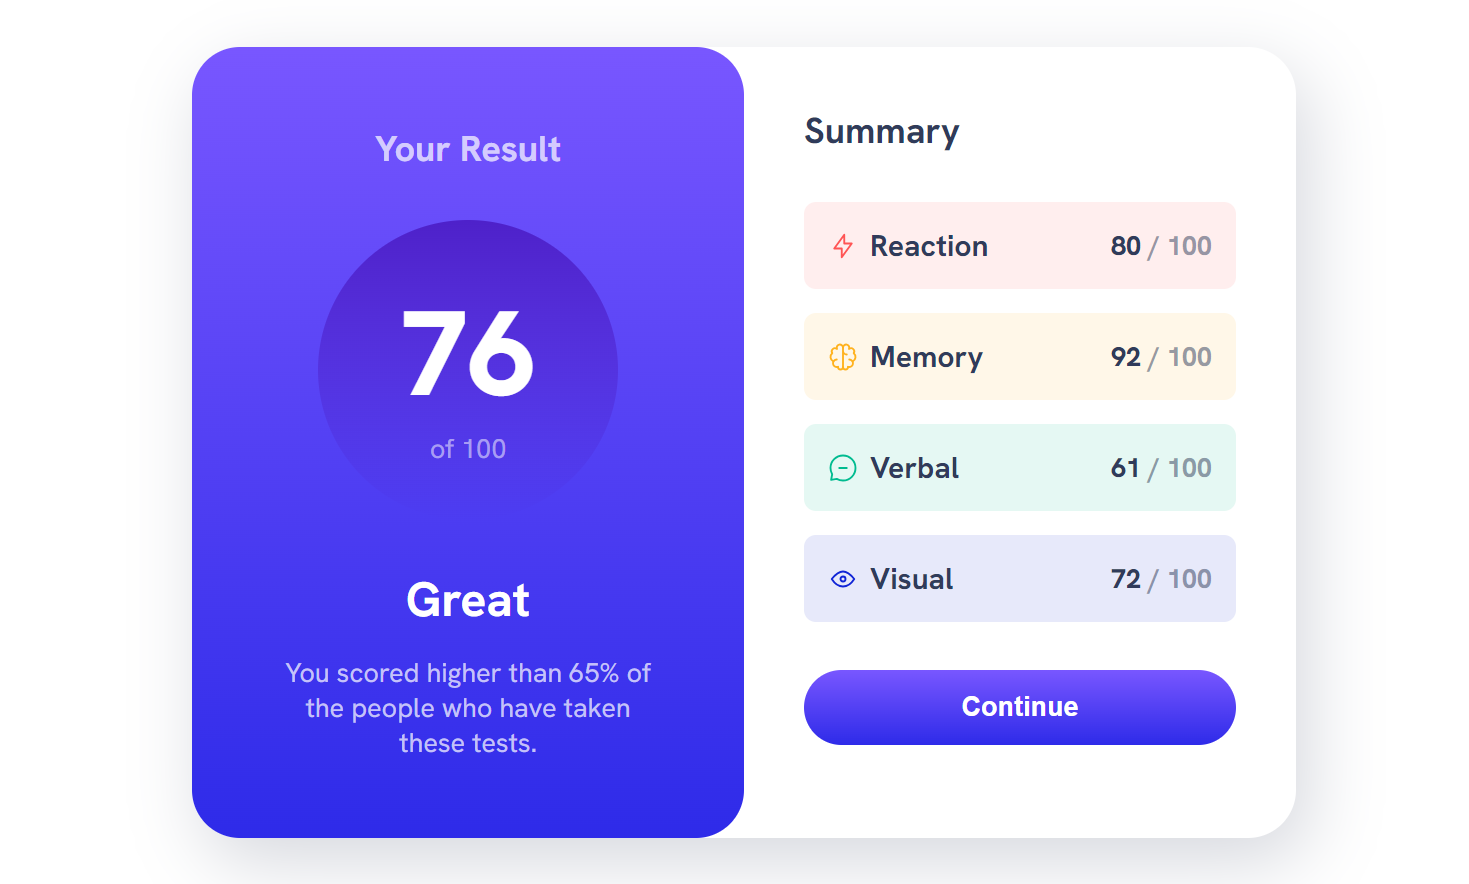 Your Result
76
of 100
Great
You scored higher than 65% of
the people who have taken
these tests.
Summary
Reaction 80 / 100
Memory 92 / 100
Verbal 61 / 100
Visual 72 / 100
Continue